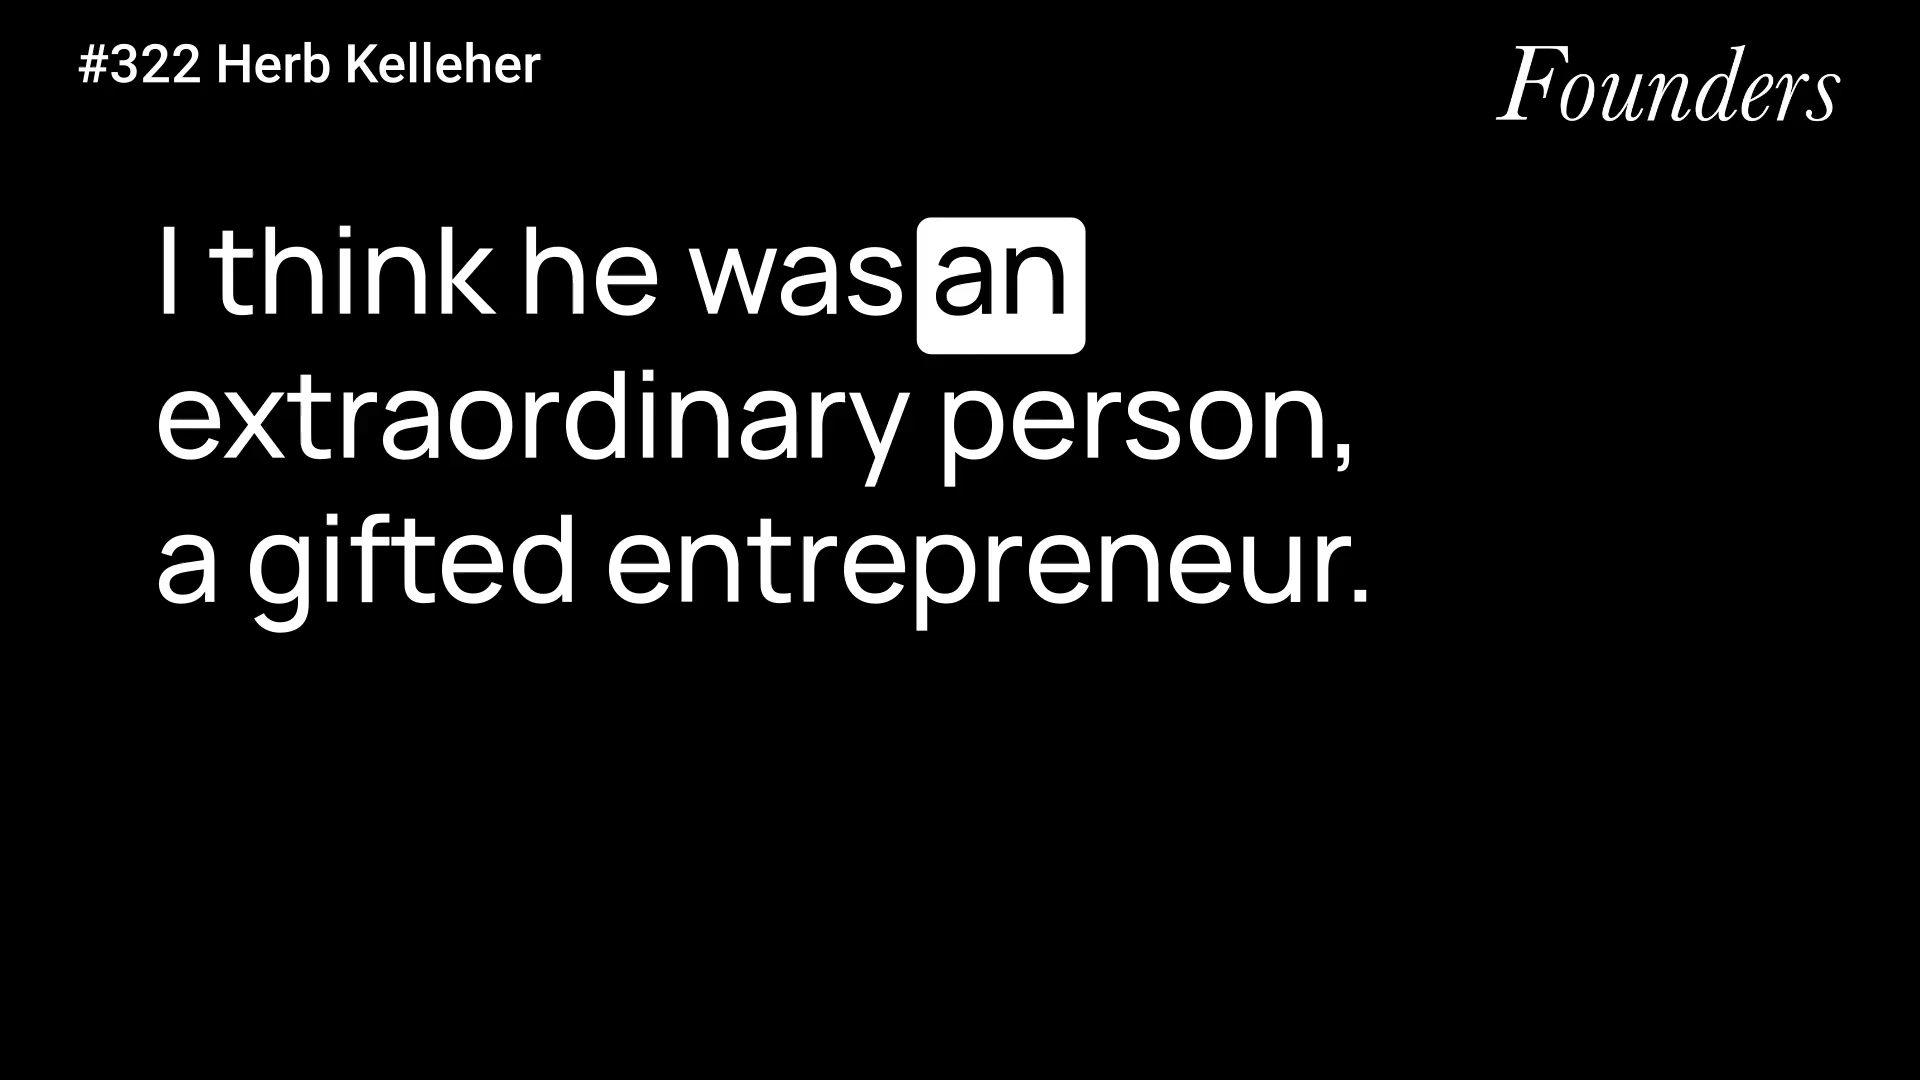 #322 Herb Kelleher
Founders
I think he was an
extraordinary person,
a gifted entrepreneur.